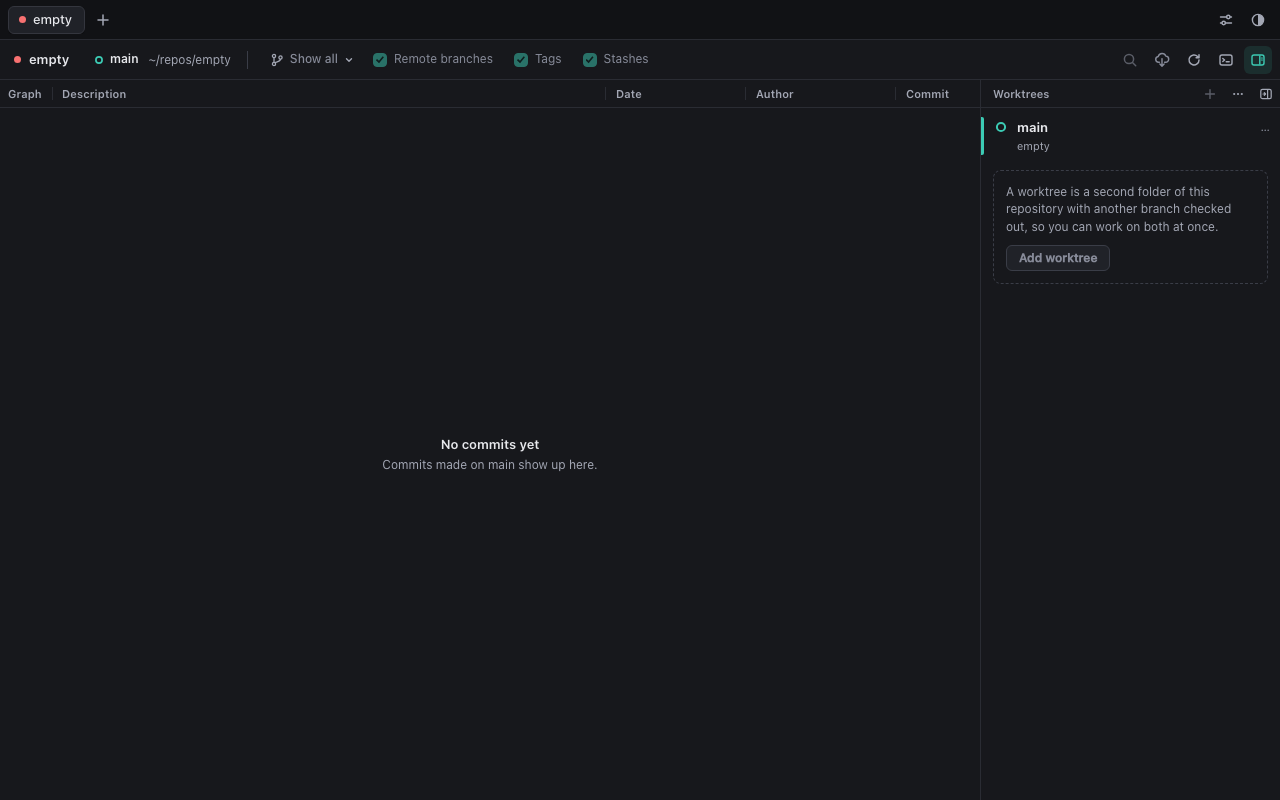 empty
empty
main ~/repos/empty
Show all
Remote branches
Tags
Stashes
Graph Description Date Author Commit
Worktrees
main
empty
A worktree is a second folder of this
repository with another branch checked
out, so you can work on both at once.
Add worktree
No commits yet
Commits made on main show up here.